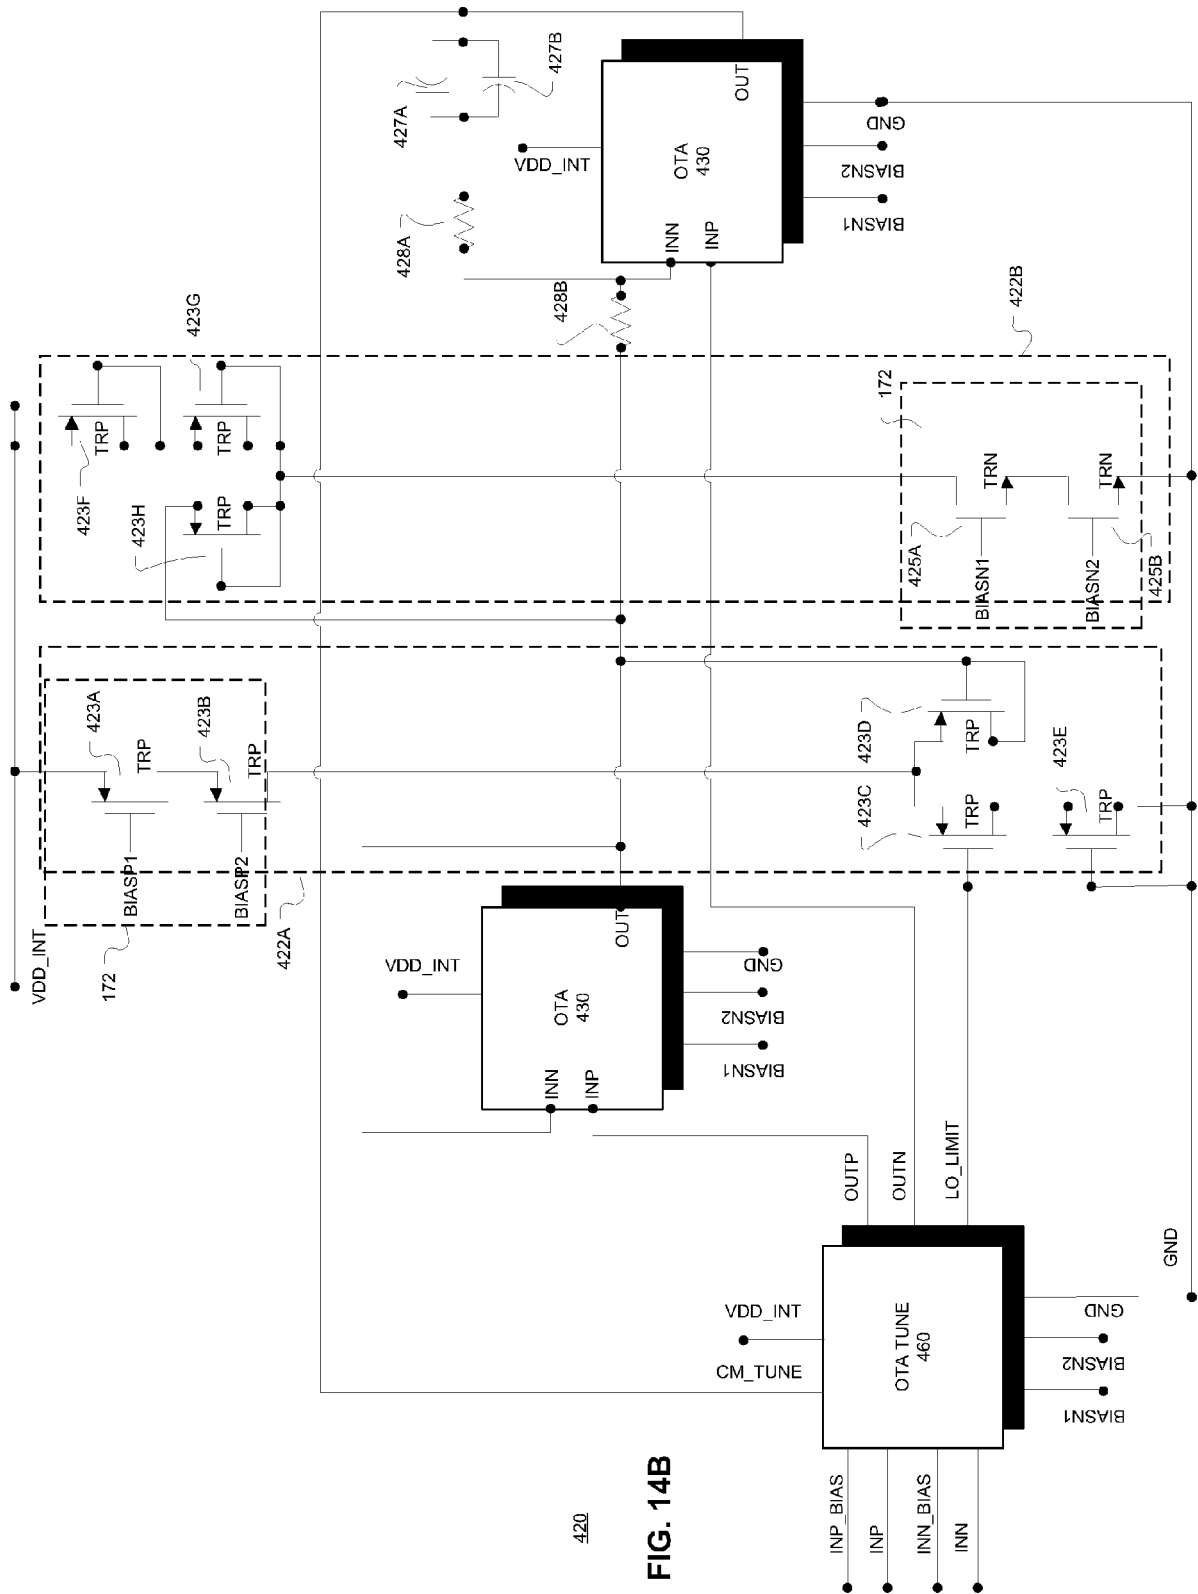 427B
427A
OUT
OTA
430
VDD_INT
GND
BIASN2
BIASN1
428A
INN
INP
428B
422B
423G
172
TRP
TRP
423F
TRP
423H
TRN
TRN
425A
BIASN1
BIASN2
425B
423A
TRP
423B
TRP
BIASP1
BIASP2
VDD_INT
172
422A
423D
TRP
423E
423C
TRP
TRP
OUT
VDD_INT
OTA
430
GND
BIASN2
BIASN1
INN
INP
OUTP
OUTN
LO_LIMIT
GND
VDD_INT
CM_TUNE
OTA TUNE
460
GND
BIASN2
BIASN1
INP_BIAS
INP
INN_BIAS
INN
420
FIG. 14B